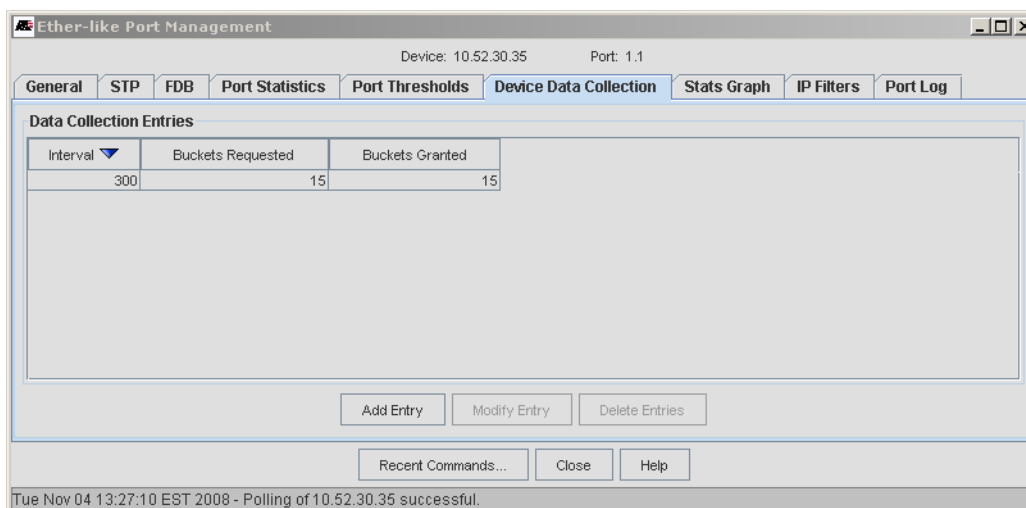 Ether-like Port Management
Device: 10.52.30.35 Port: 1.1
General STP FDB Port Statistics Port Thresholds Device Data Collection Stats Graph IP Filters Port Log
Data Collection Entries
Interval Buckets Requested Buckets Granted
300 15 15
Add Entry Modify Entry Delete Entries
Recent Commands... Close Help
Tue Nov 04 13:27:10 EST 2008 - Polling of 10.52.30.35 successful.